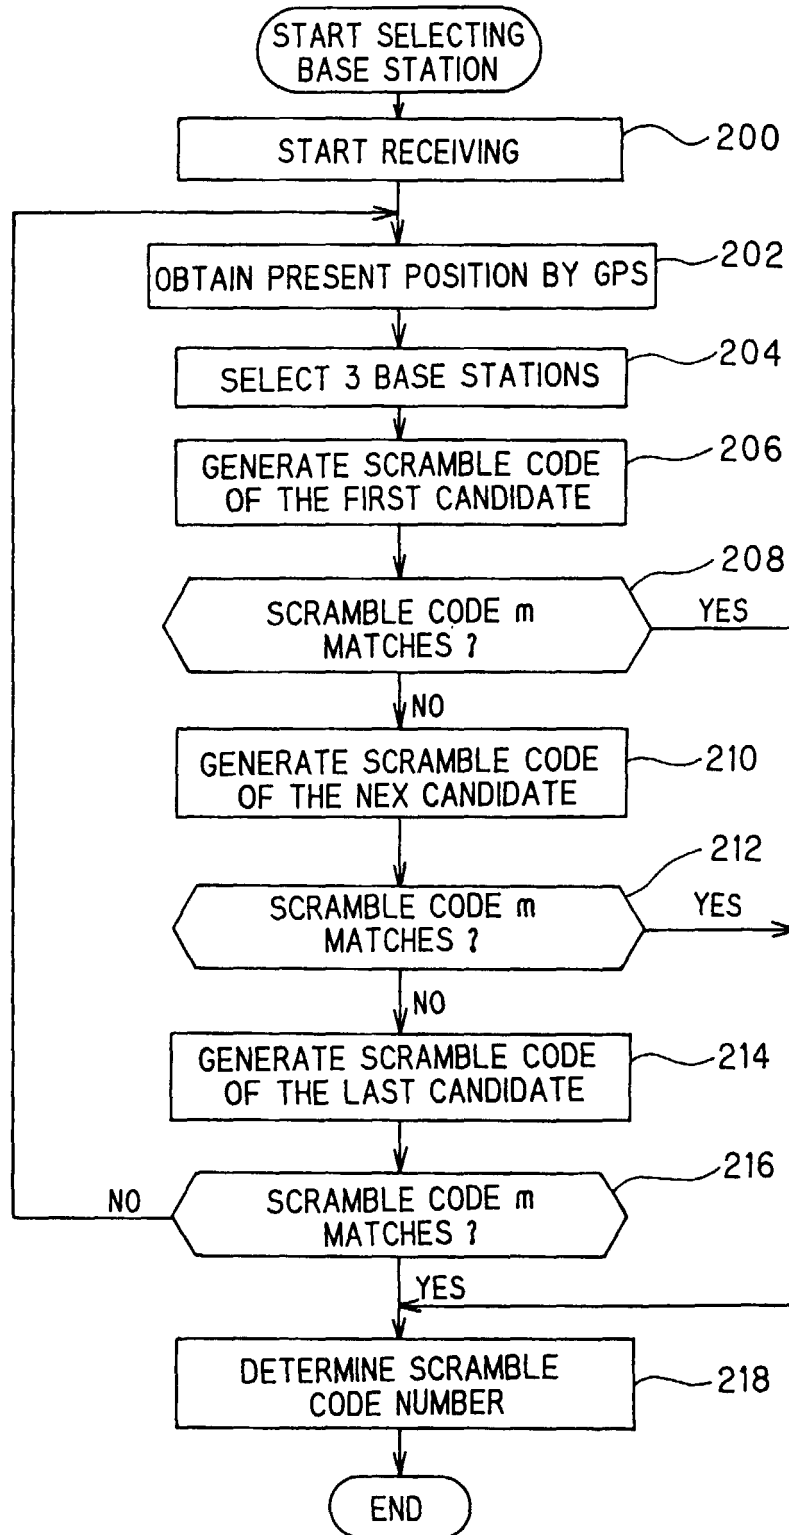 START SELECTING
BASE STATION
START RECEIVING
200
OBTAIN PRESENT POSITION BY GPS
202
SELECT 3 BASE STATIONS
204
GENERATE SCRAMBLE CODE
OF THE FIRST CANDIDATE
206
SCRAMBLE CODE m
MATCHES ?
208
YES
NO
GENERATE SCRAMBLE CODE
OF THE NEX CANDIDATE
210
SCRAMBLE CODE m
MATCHES ?
212
YES
NO
GENERATE SCRAMBLE CODE
OF THE LAST CANDIDATE
214
SCRAMBLE CODE m
MATCHES ?
216
NO
YES
DETERMINE SCRAMBLE
CODE NUMBER
218
END